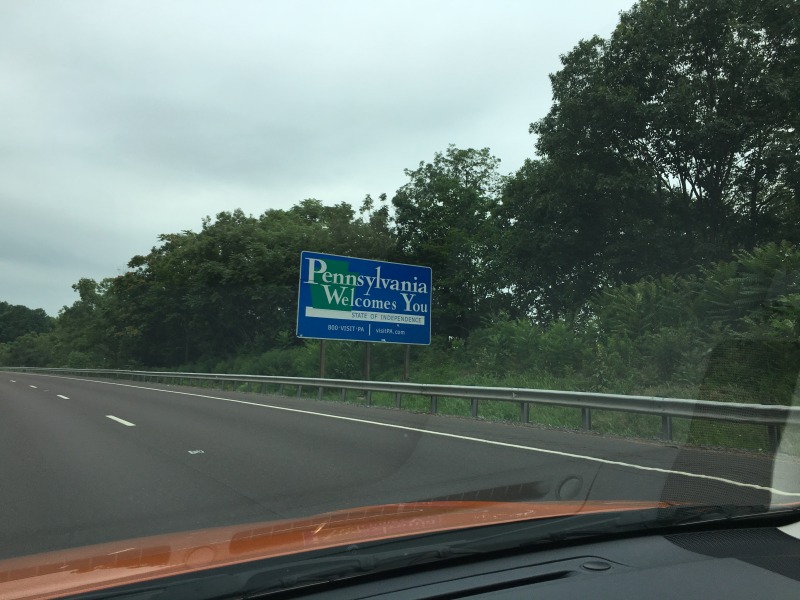 Pennsylvania
Welcomes You
STATE OF INDEPENDENCE
800·VISIT·PA | visitPA.com